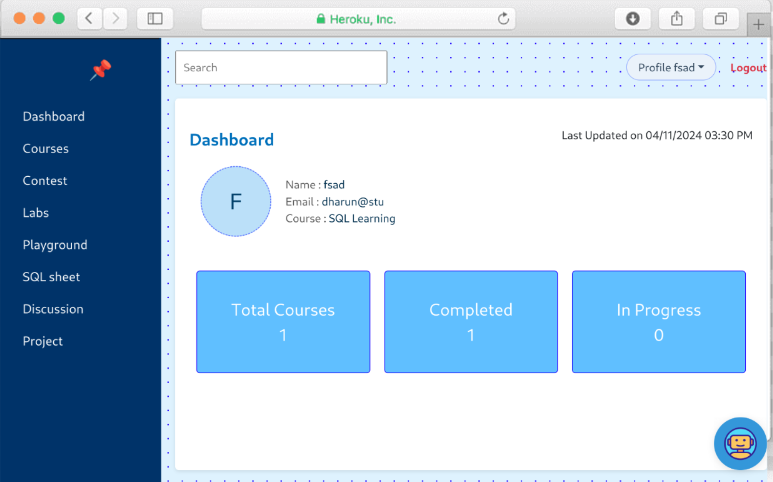 Heroku, Inc.
Search
Profile fsad
Logout
Dashboard
Courses
Contest
Labs
Playground
SQL sheet
Discussion
Project
Dashboard
Last Updated on 04/11/2024 03:30 PM
F
Name : fsad
Email : dharun@stu
Course : SQL Learning
Total Courses
1
Completed
1
In Progress
0